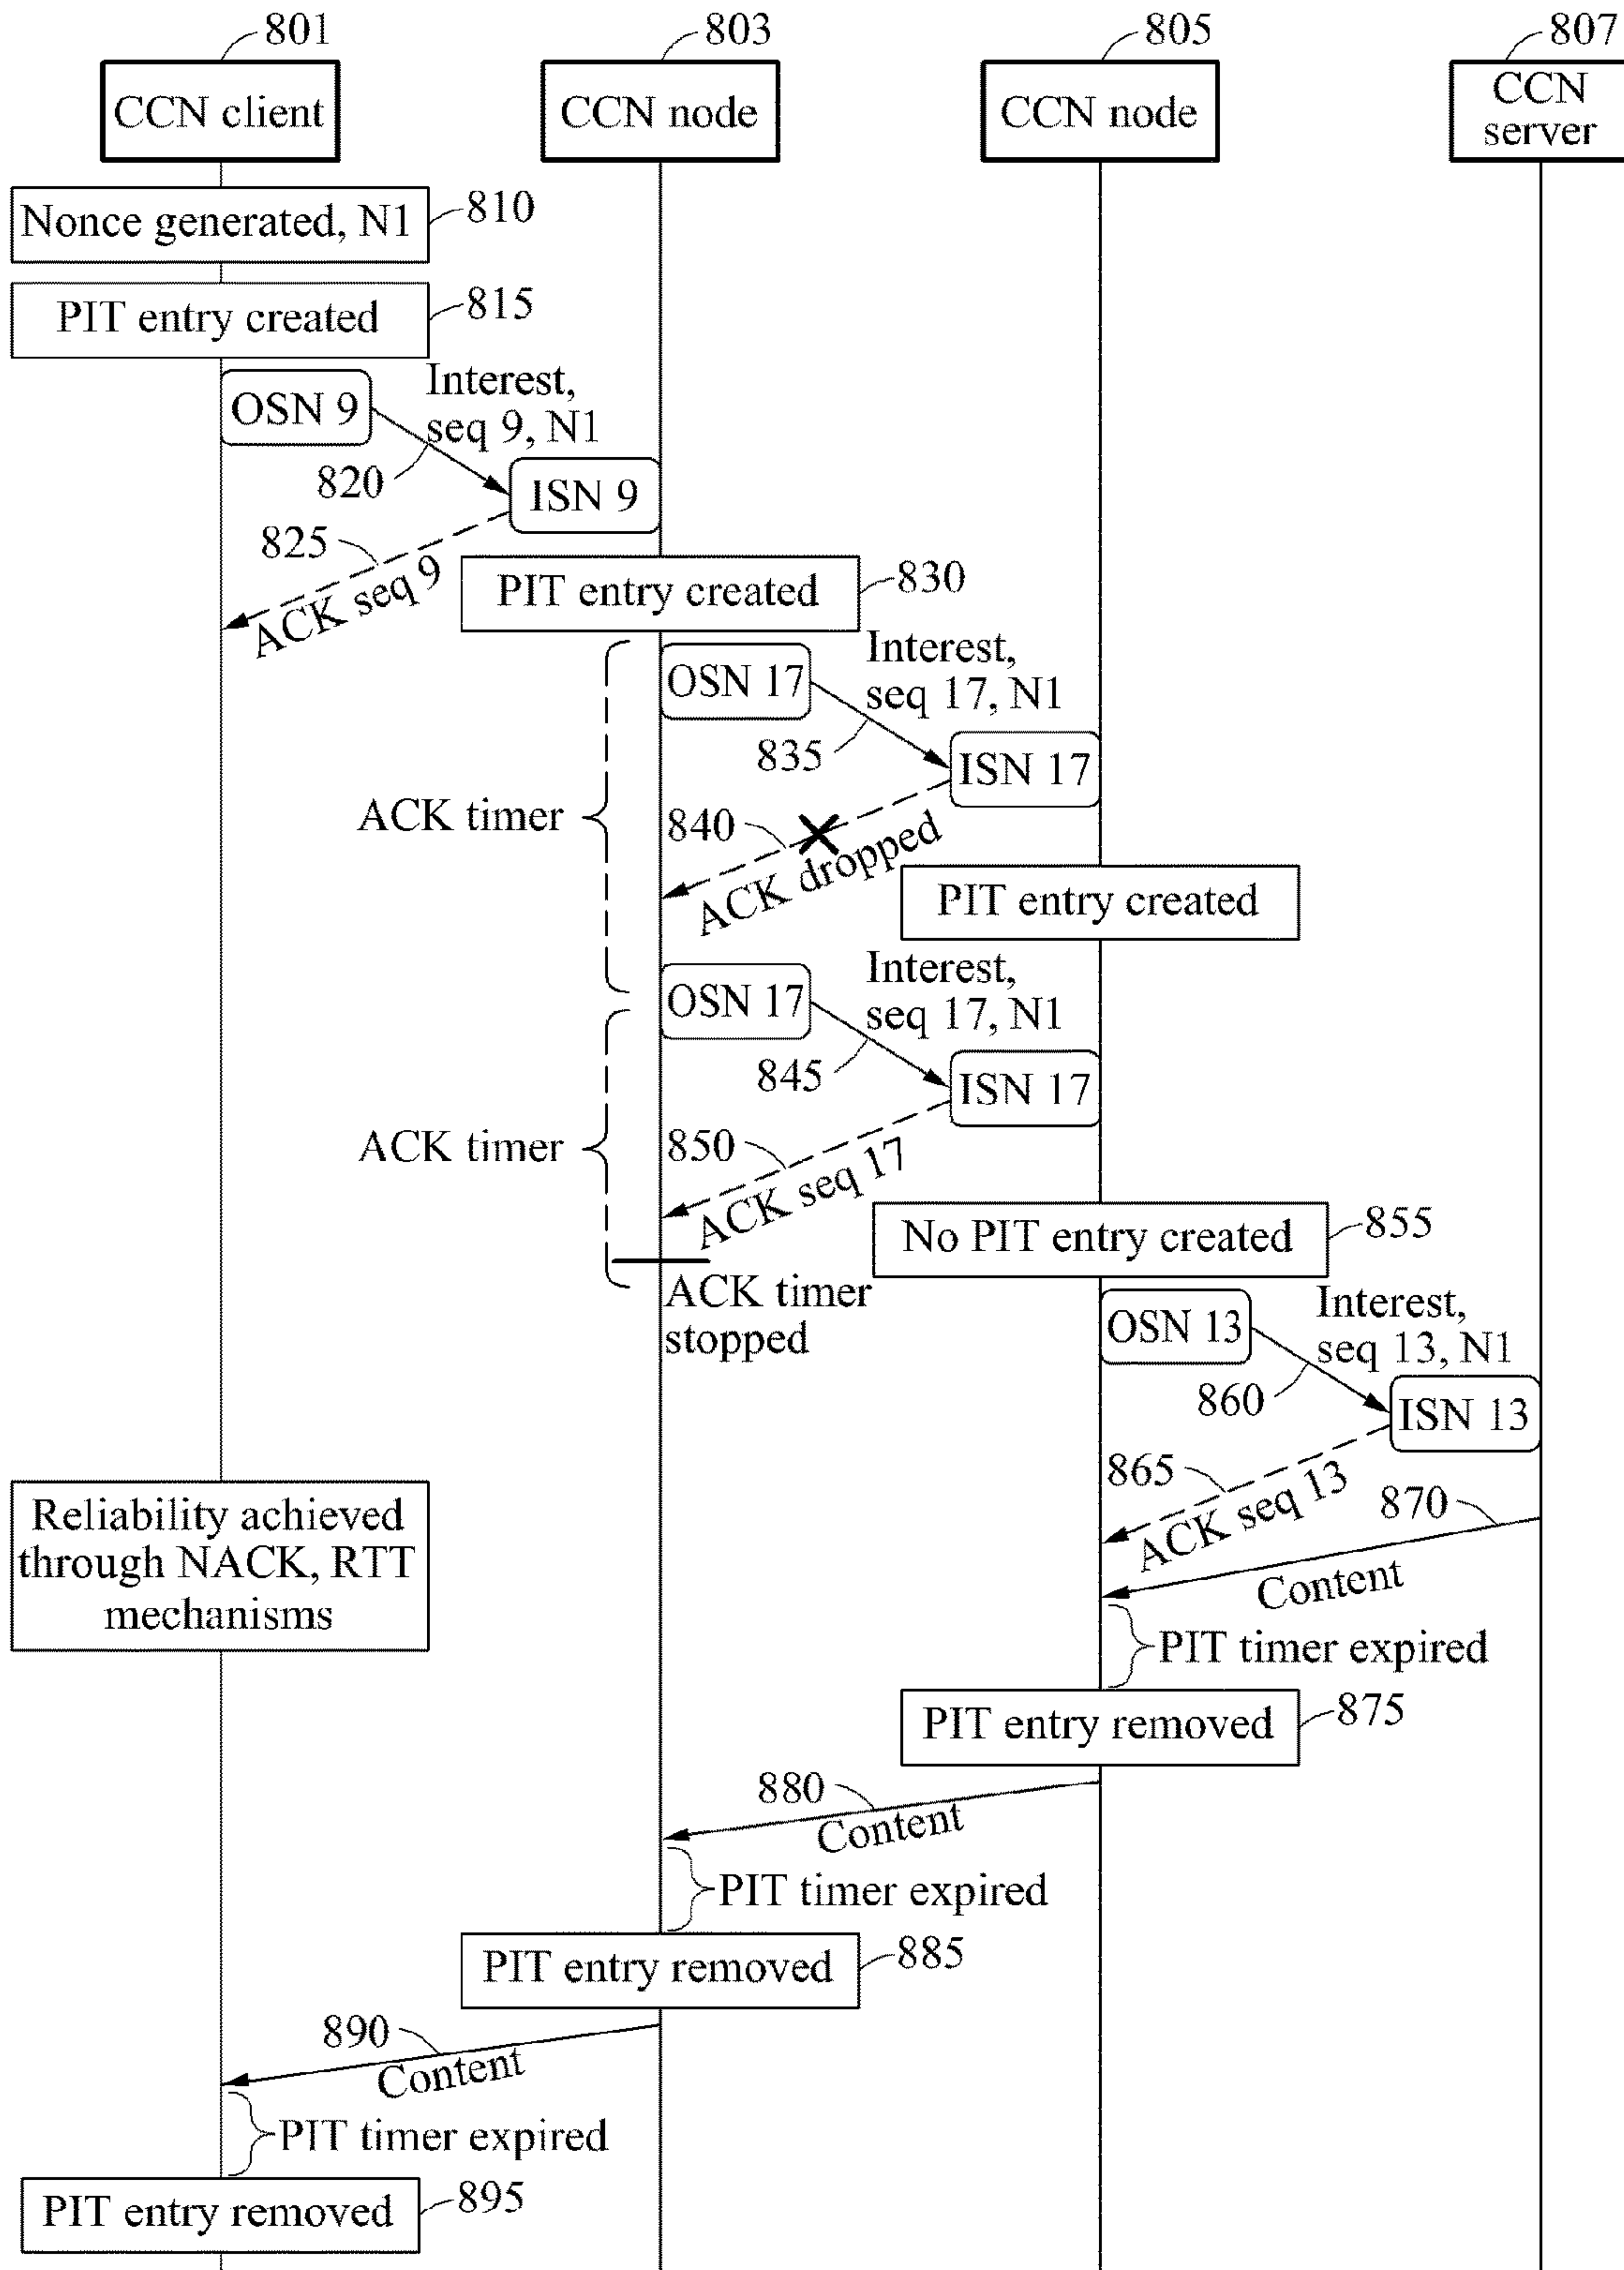 801
803
805
807
CCN client
CCN node
CCN node
CCN
server
Nonce generated, N1
810
PIT entry created
815
OSN 9
Interest,
seq 9, N1
820
ISN 9
825
ACK seq 9
PIT entry created
830
OSN 17
Interest,
seq 17, N1
835
ISN 17
ACK timer
840
ACK dropped
PIT entry created
OSN 17
Interest,
seq 17, N1
845
ISN 17
ACK timer
850
ACK seq 17
No PIT entry created
855
ACK timer
stopped
OSN 13
Interest,
seq 13, N1
860
ISN 13
865
ACK seq 13
870
Content
Reliability achieved
through NACK, RTT
mechanisms
PIT timer expired
PIT entry removed
875
880
Content
PIT timer expired
PIT entry removed
885
890
Content
PIT timer expired
PIT entry removed
895